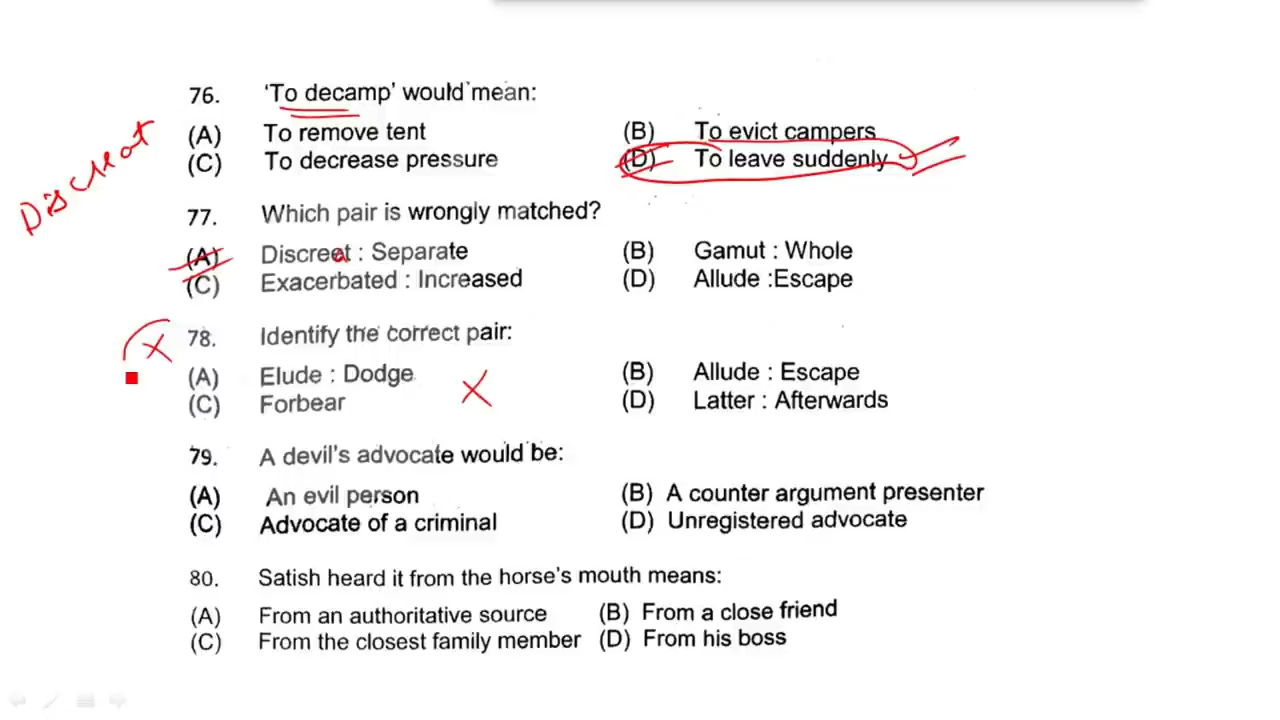 76. 'To decamp' would mean:
(A) To remove tent (B) To evict campers
(C) To decrease pressure (D) To leave suddenly
Discreat
77. Which pair is wrongly matched?
(A) Discreet : Separate (B) Gamut : Whole
(C) Exacerbated : Increased (D) Allude :Escape
78. Identify the correct pair:
(A) Elude : Dodge (B) Allude : Escape
(C) Forbear (D) Latter : Afterwards
79. A devil's advocate would be:
(A) An evil person (B) A counter argument presenter
(C) Advocate of a criminal (D) Unregistered advocate
80. Satish heard it from the horse's mouth means:
(A) From an authoritative source (B) From a close friend
(C) From the closest family member (D) From his boss